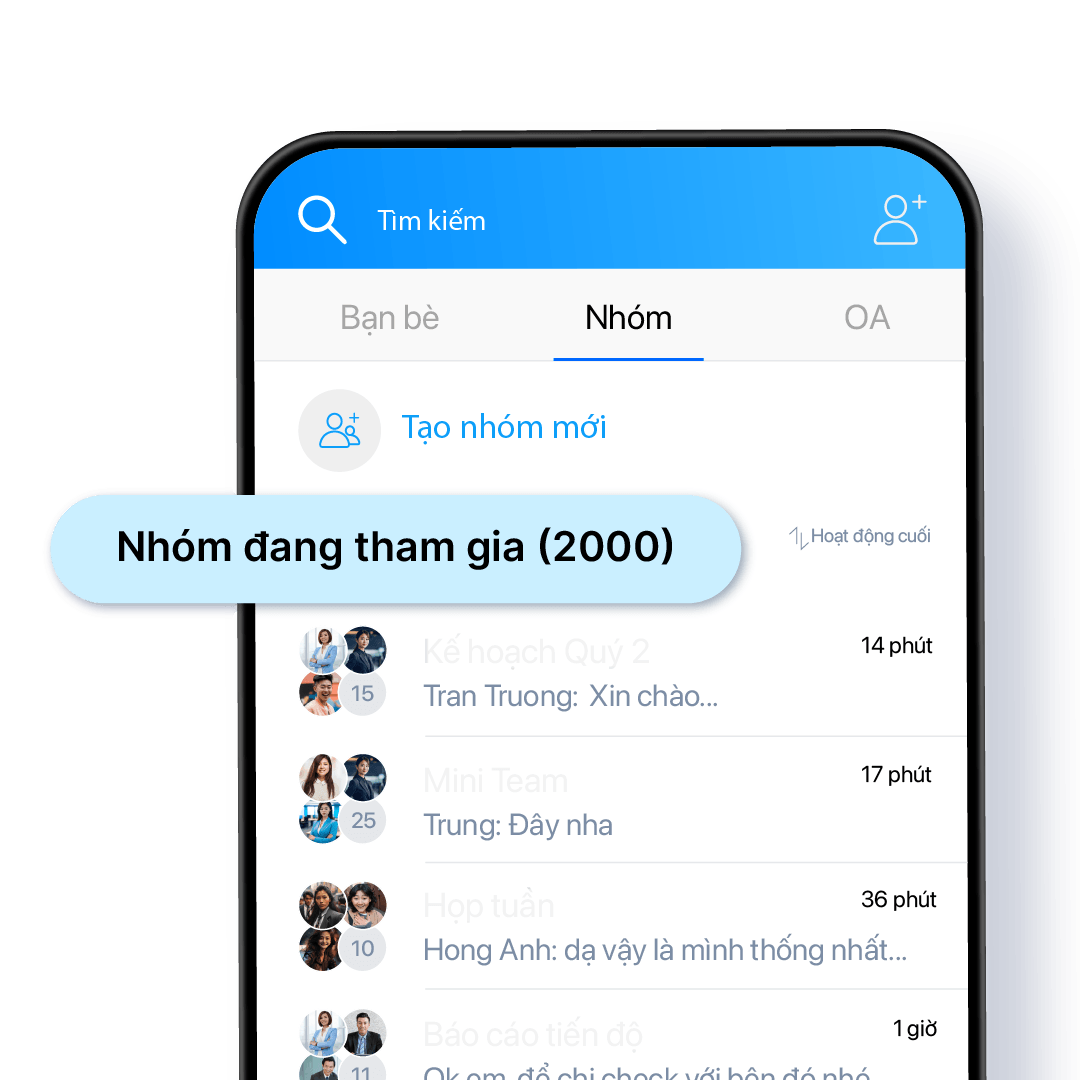 Tìm kiếm
Bạn bè Nhóm OA
Tạo nhóm mới
Nhóm đang tham gia (2000)
Hoạt động cuối
Kế hoạch Quý 2 14 phút
15 Tran Truong: Xin chào...
Mini Team 17 phút
25 Trung: Đây nha
Họp tuần 36 phút
10 Hong Anh: dạ vậy là mình thống nhất...
Báo cáo tiến độ 1 giờ
11 Ok em, để chị check với bên đó nhé